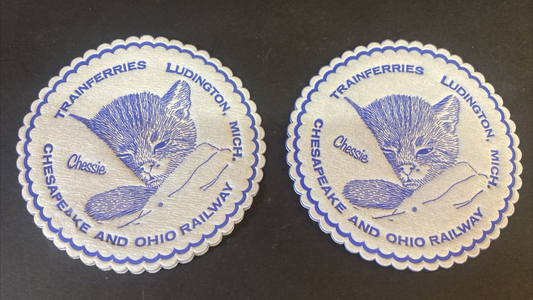 TRAINFERRIES LUDINGTON, MICH.
Chessie
CHESAPEAKE AND OHIO RAILWAY
TRAINFERRIES LUDINGTON, MICH.
Chessie
CHESAPEAKE AND OHIO RAILWAY